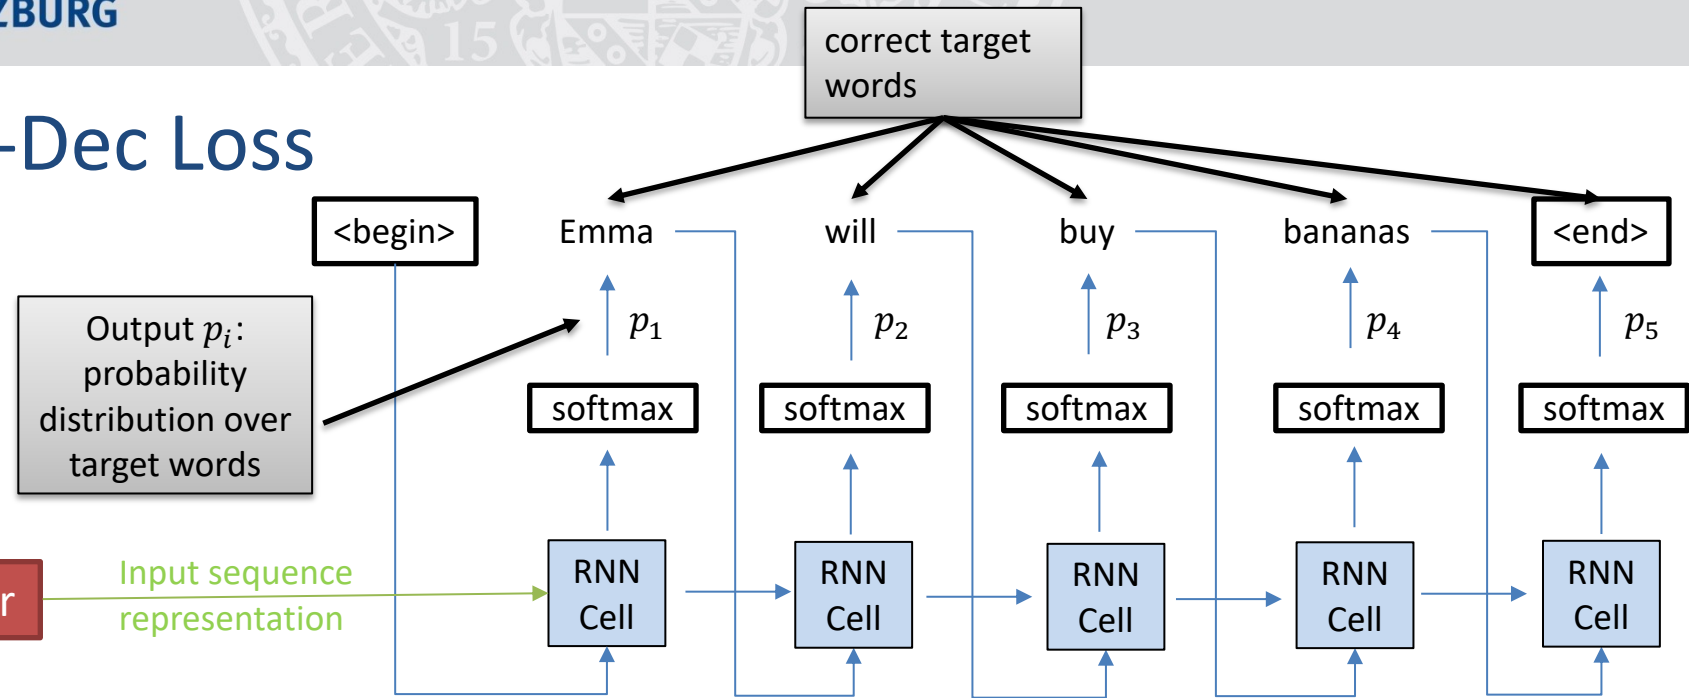 ZBURG
15
correct target
words
-Dec Loss
<begin>
Emma
will
buy
bananas
<end>
Output pᵢ:
probability
distribution over
target words
p₁
p₂
p₃
p₄
p₅
softmax
softmax
softmax
softmax
softmax
r
Input sequence
representation
RNN
Cell
RNN
Cell
RNN
Cell
RNN
Cell
RNN
Cell